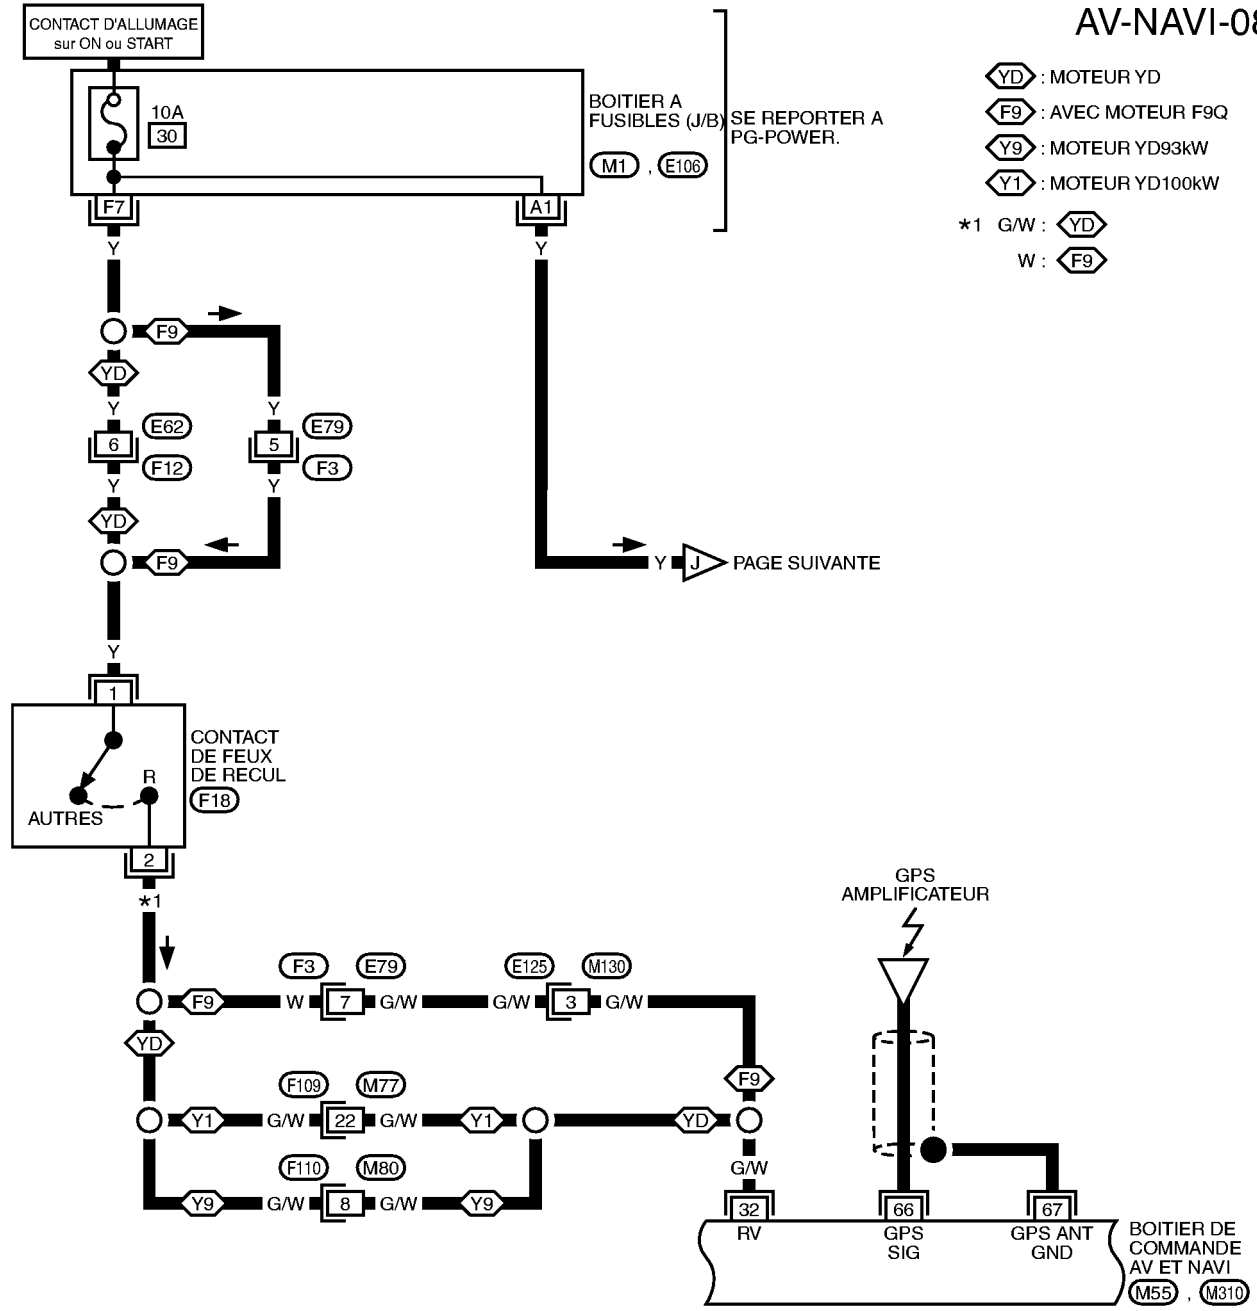 AV-NAVI-08
CONTACT D'ALLUMAGE
sur ON ou START
10A
30
BOITIER A
FUSIBLES (J/B)
M1 , E106
SE REPORTER A
PG-POWER.
YD : MOTEUR YD
F9 : AVEC MOTEUR F9Q
Y9 : MOTEUR YD93kW
Y1 : MOTEUR YD100kW
*1 G/W : YD
W : F9
F7
A1
Y
Y
F9
YD
Y
Y
6
E62
F12
5
E79
F3
Y
Y
YD
F9
Y
J
PAGE SUIVANTE
Y
1
CONTACT
DE FEUX
DE RECUL
F18
R
AUTRES
2
*1
GPS
AMPLIFICATEUR
F3
E79
E125
M130
F9
W
7
G/W
G/W
3
G/W
YD
F9
F109
M77
Y1
G/W
22
G/W
Y1
YD
F110
M80
G/W
Y9
G/W
8
G/W
Y9
32
66
67
RV
GPS
SIG
GPS ANT
GND
BOITIER DE
COMMANDE
AV ET NAVI
M55 , M310